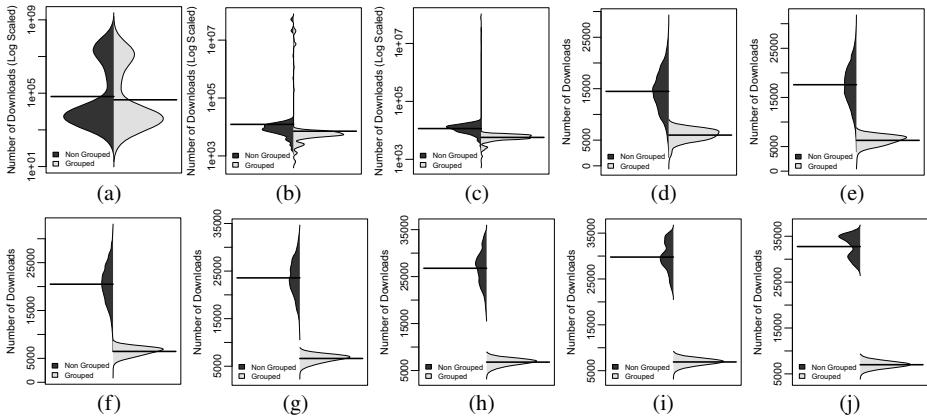 Number of Downloads (Log Scaled)
1e+01
1e+05
1e+09
Non Grouped
Grouped
(a)
Number of Downloads (Log Scaled)
1e+03
1e+05
1e+07
Non Grouped
Grouped
(b)
Number of Downloads (Log Scaled)
1e+03
1e+05
1e+07
Non Grouped
Grouped
(c)
Number of Downloads
0
5000
15000
30000
Non Grouped
Grouped
(d)
Number of Downloads
0
5000
15000
25000
Non Grouped
Grouped
(e)
Number of Downloads
0
5000
15000
25000
Non Grouped
Grouped
(f)
Number of Downloads
5000
15000
25000
35000
Non Grouped
Grouped
(g)
Number of Downloads
5000
15000
25000
35000
Non Grouped
Grouped
(h)
Number of Downloads
5000
15000
25000
35000
Non Grouped
Grouped
(i)
Number of Downloads
5000
15000
25000
35000
Non Grouped
Grouped
(j)